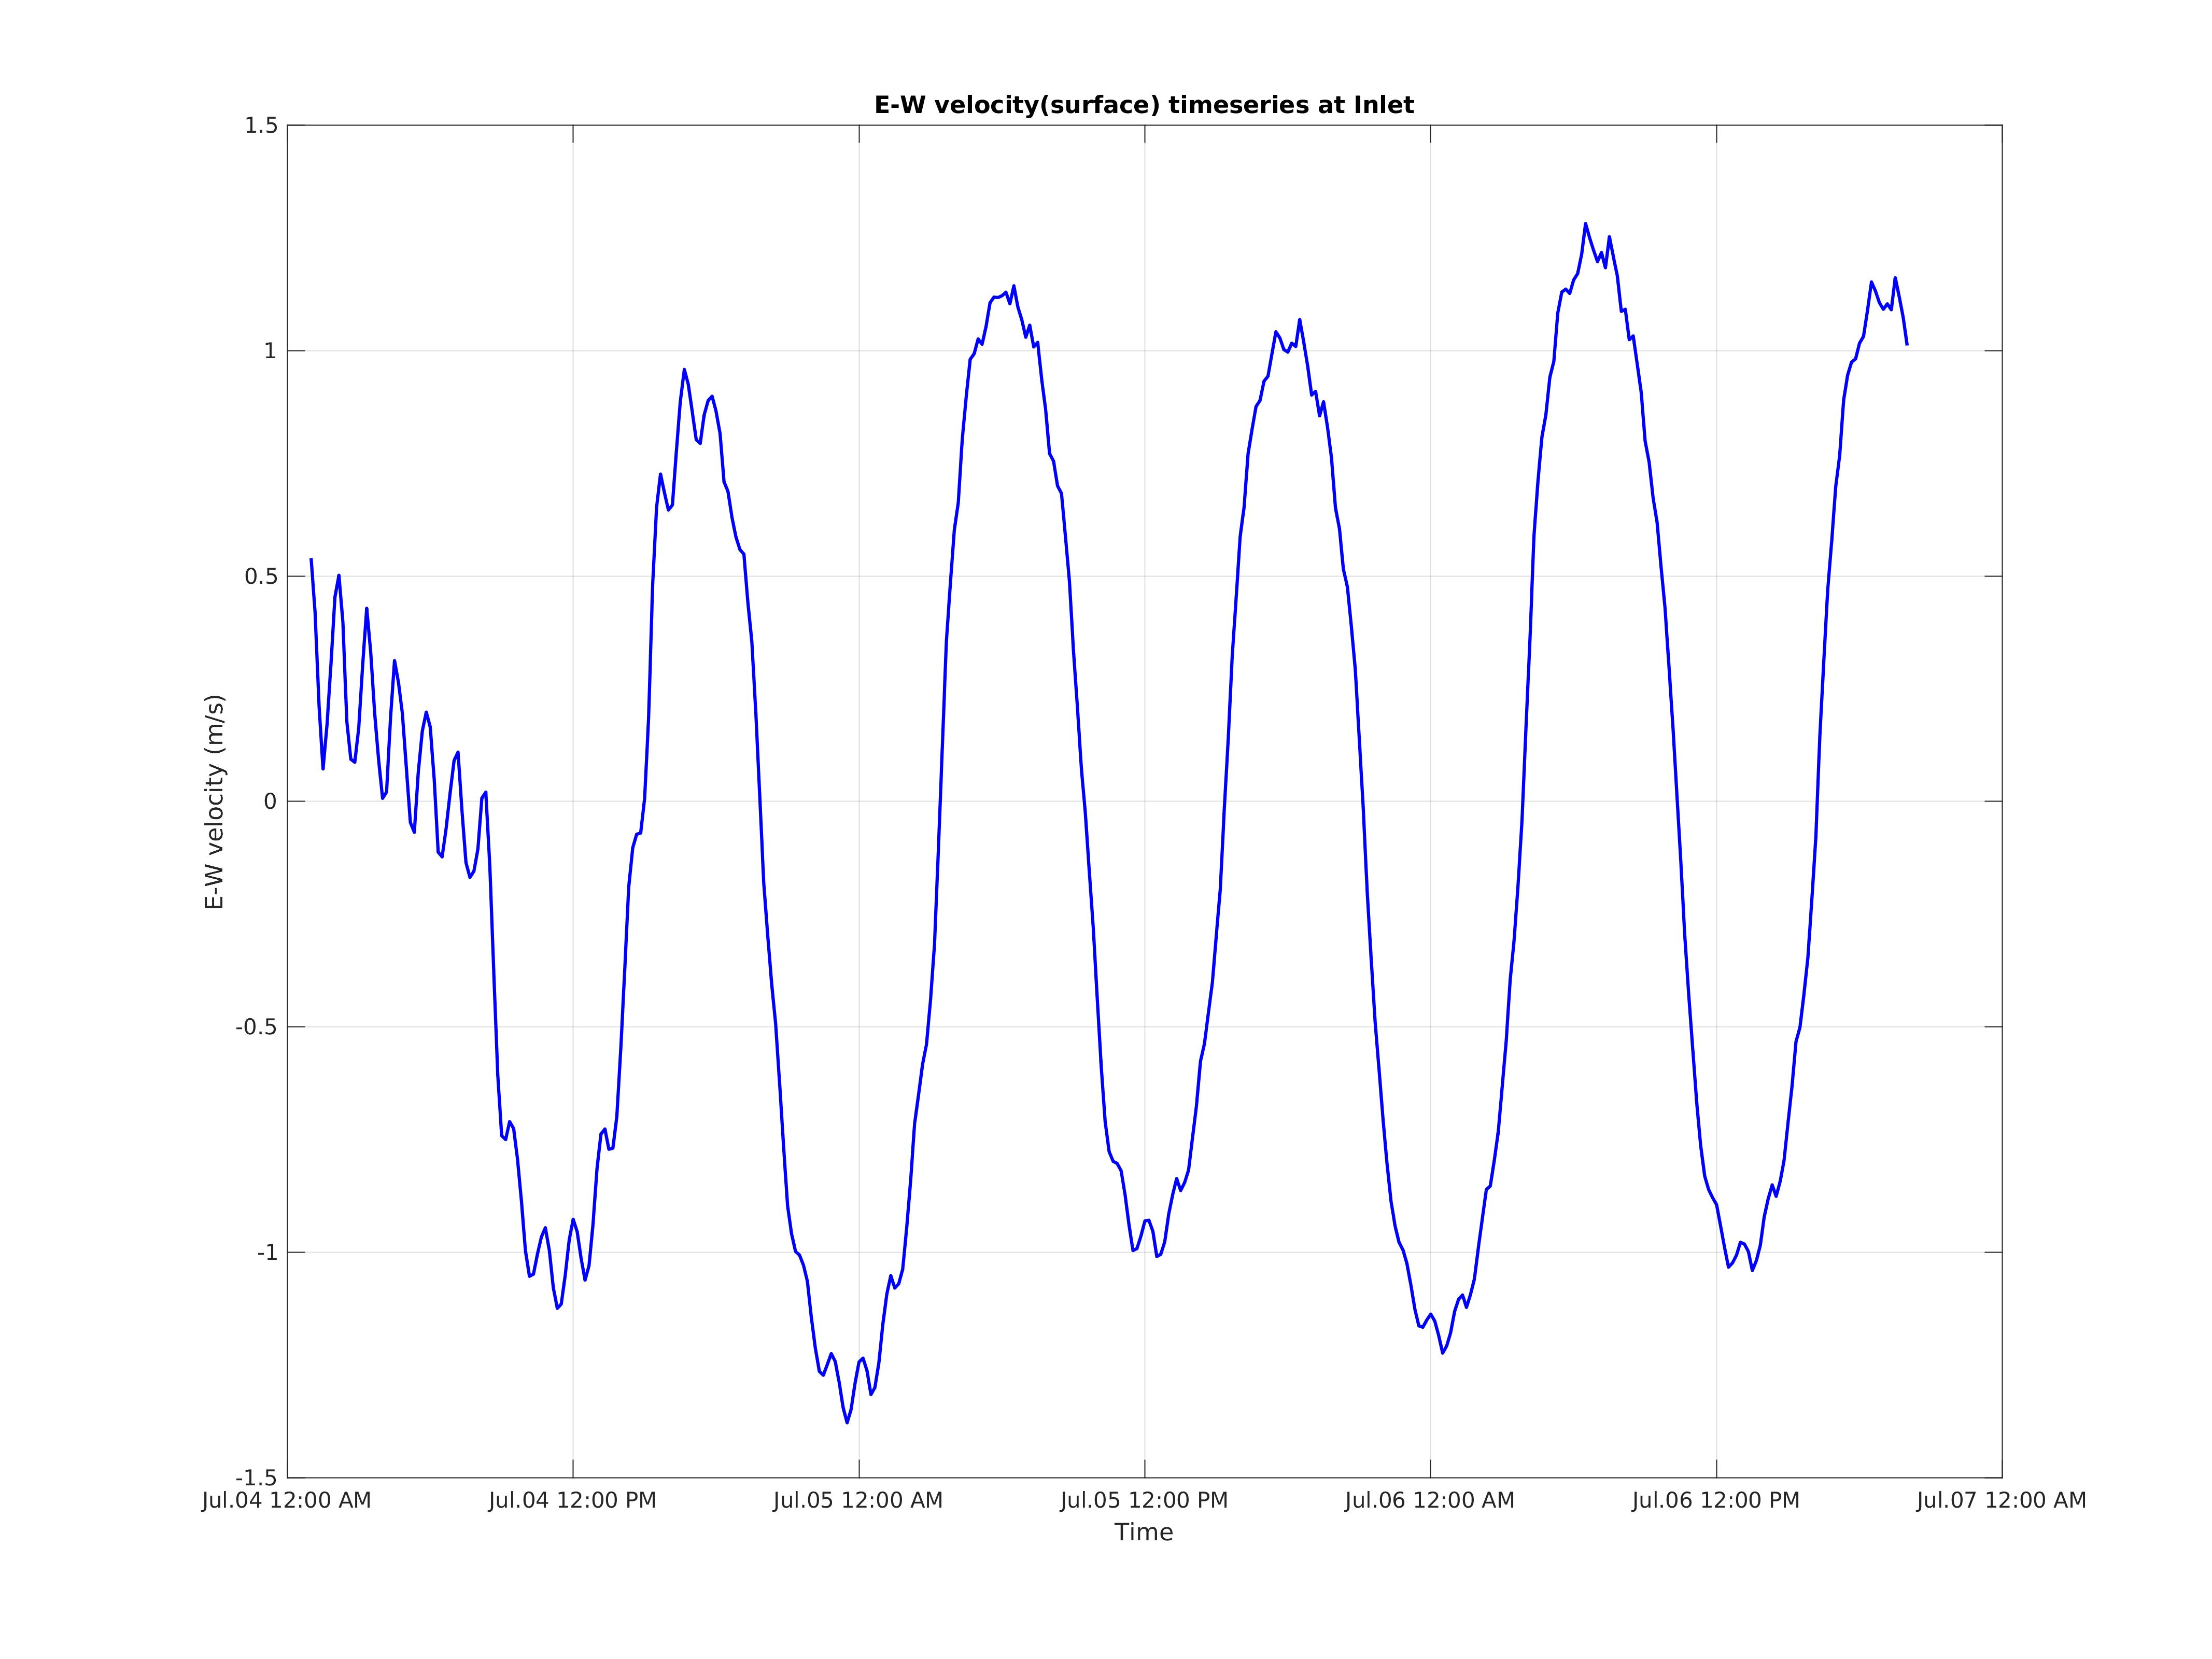 E-W velocity(surface) timeseries at Inlet
1.5
1
0.5
0
-0.5
-1
-1.5
E-W velocity (m/s)
Jul.04 12:00 AM Jul.04 12:00 PM Jul.05 12:00 AM Jul.05 12:00 PM Jul.06 12:00 AM Jul.06 12:00 PM Jul.07 12:00 AM
Time